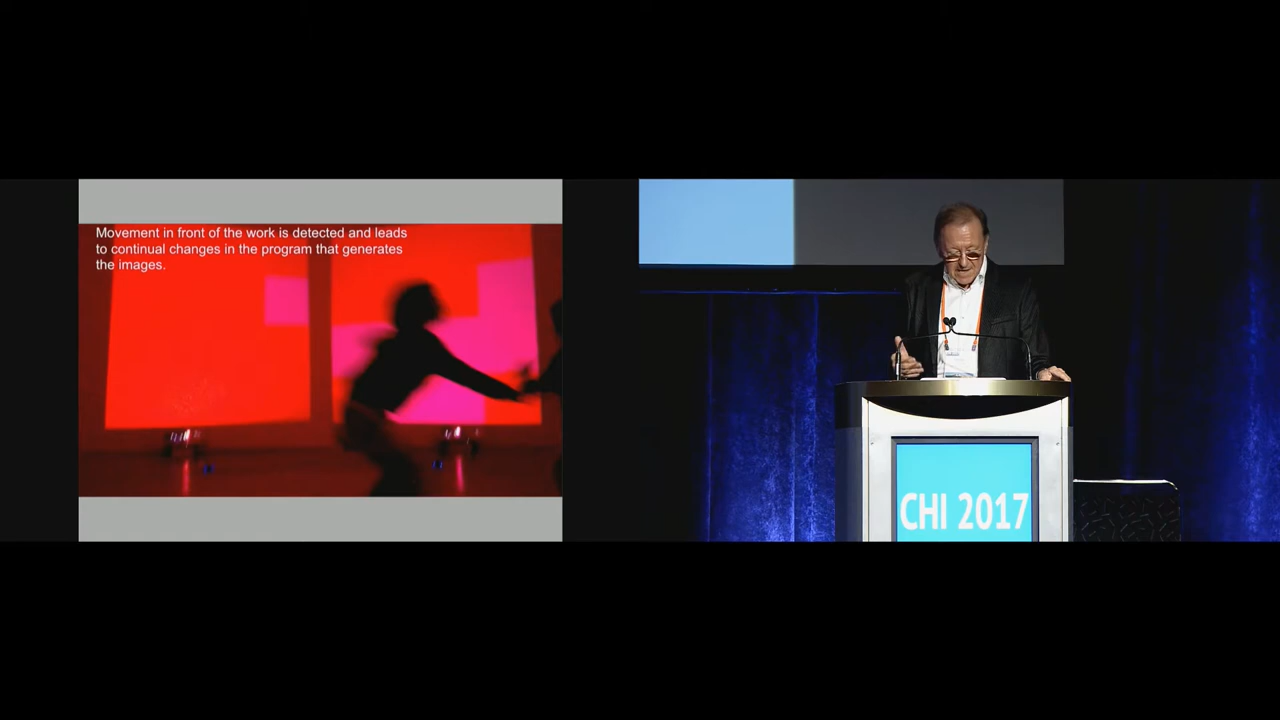 Movement in front of the work is detected and leads
to continual changes in the program that generates
the images.
CHI 2017